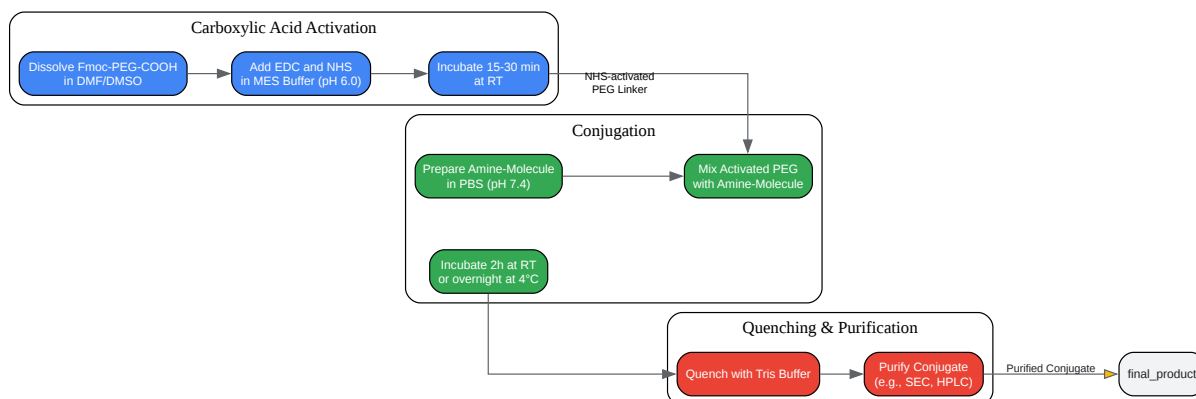 Carboxylic Acid Activation
Dissolve Fmoc-PEG-COOH
in DMF/DMSO
Add EDC and NHS
in MES Buffer (pH 6.0)
Incubate 15-30 min
at RT
NHS-activated
PEG Linker
Conjugation
Prepare Amine-Molecule
in PBS (pH 7.4)
Mix Activated PEG
with Amine-Molecule
Incubate 2h at RT
or overnight at 4°C
Quenching & Purification
Quench with Tris Buffer
Purify Conjugate
(e.g., SEC, HPLC)
Purified Conjugate
final_product